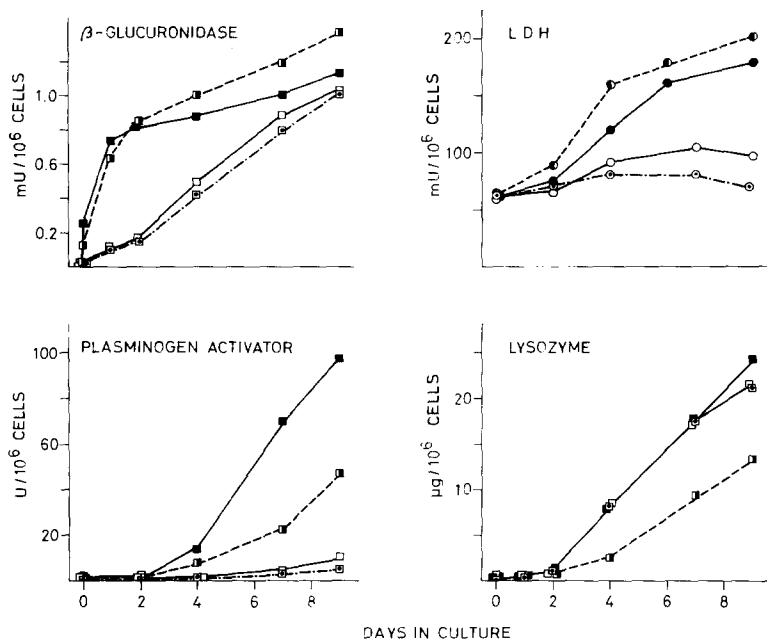 β-GLUCURONIDASE
mU/10⁶ CELLS
1.0
0.6
0.2
LDH
mU/10⁶ CELLS
200
100
PLASMINOGEN ACTIVATOR
U/10⁶ CELLS
100
60
20
0 2 4 6 8
LYSOZYME
μg/10⁶ CELLS
20
10
0 2 4 6 8
DAYS IN CULTURE